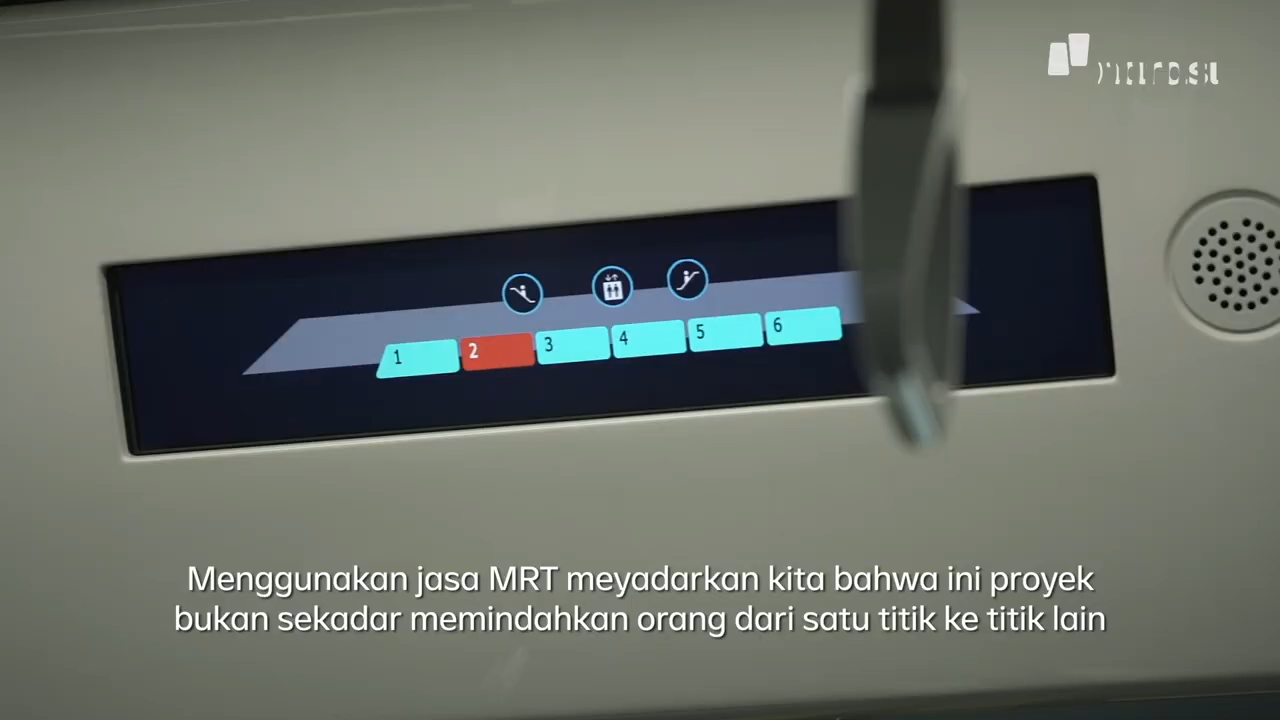 1 2 3 4 5 6
Menggunakan jasa MRT meyadarkan kita bahwa ini proyek
bukan sekadar memindahkan orang dari satu titik ke titik lain